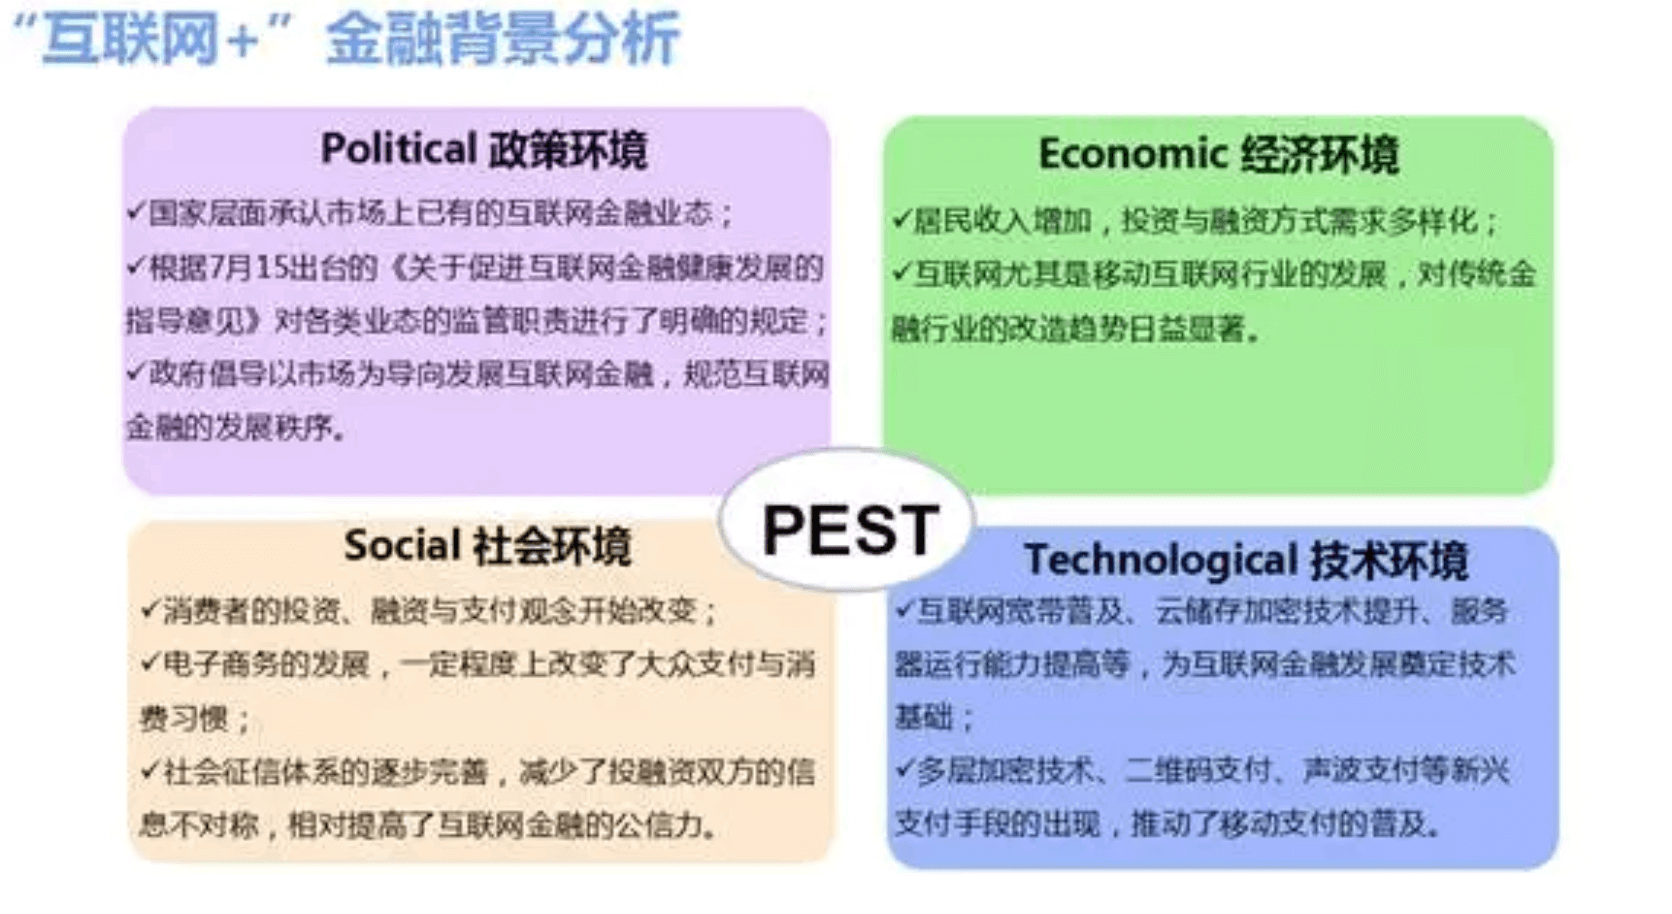 “互联网+”金融背景分析
Political 政策环境
✓国家层面承认市场上已有的互联网金融业态；
✓根据7月15出台的《关于促进互联网金融健康发展的
指导意见》对各类业态的监管职责进行了明确的规定；
✓政府倡导以市场为导向发展互联网金融，规范互联网
金融的发展秩序。
Economic 经济环境
✓居民收入增加，投资与融资方式需求多样化；
✓互联网尤其是移动互联网行业的发展，对传统金
融行业的改造趋势日益显著。
PEST
Social 社会环境
✓消费者的投资、融资与支付观念开始改变；
✓电子商务的发展，一定程度上改变了大众支付与消
费习惯；
✓社会征信体系的逐步完善，减少了投融资双方的信
息不对称，相对提高了互联网金融的公信力。
Technological 技术环境
✓互联网宽带普及、云储存加密技术提升、服务
器运行能力提高等，为互联网金融发展奠定技术
基础；
✓多层加密技术、二维码支付、声波支付等新兴
支付手段的出现，推动了移动支付的普及。